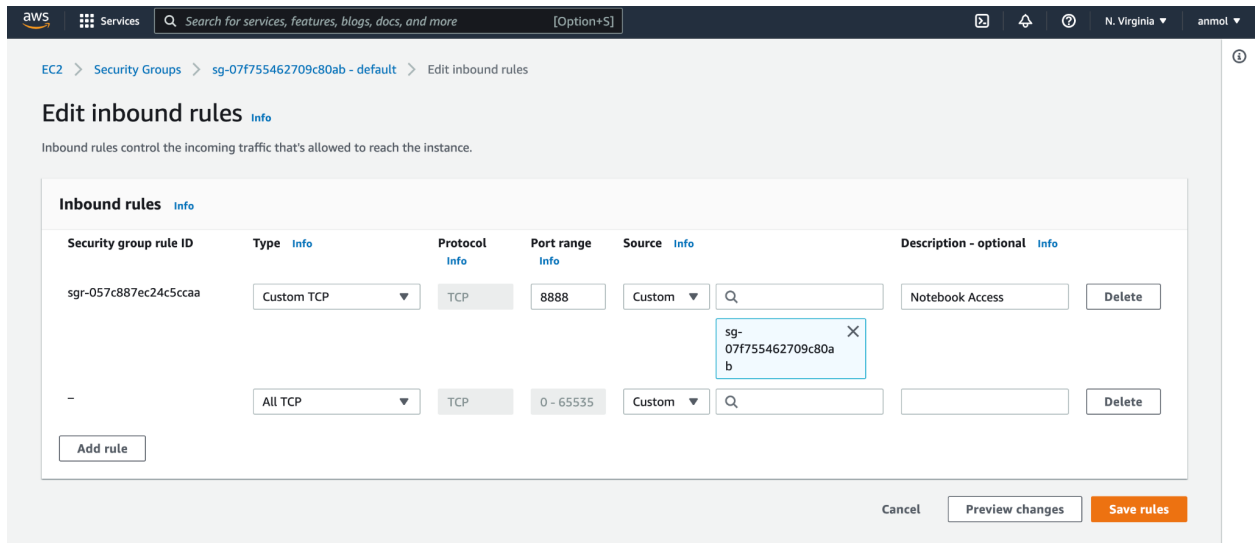 aws Services Search for services, features, blogs, docs, and more [Option+S] N. Virginia ▼ anmol ▼
EC2 > Security Groups > sg-07f755462709c80ab - default > Edit inbound rules
Edit inbound rules Info
Inbound rules control the incoming traffic that's allowed to reach the instance.
Inbound rules Info
Security group rule ID Type Info Protocol Port range Source Info Description - optional Info
Info Info
sgr-057c887ec24c5ccaa Custom TCP TCP 8888 Custom Notebook Access Delete
sg-
07f755462709c80a
b
– All TCP TCP 0 - 65535 Custom Delete
Add rule
Cancel Preview changes Save rules